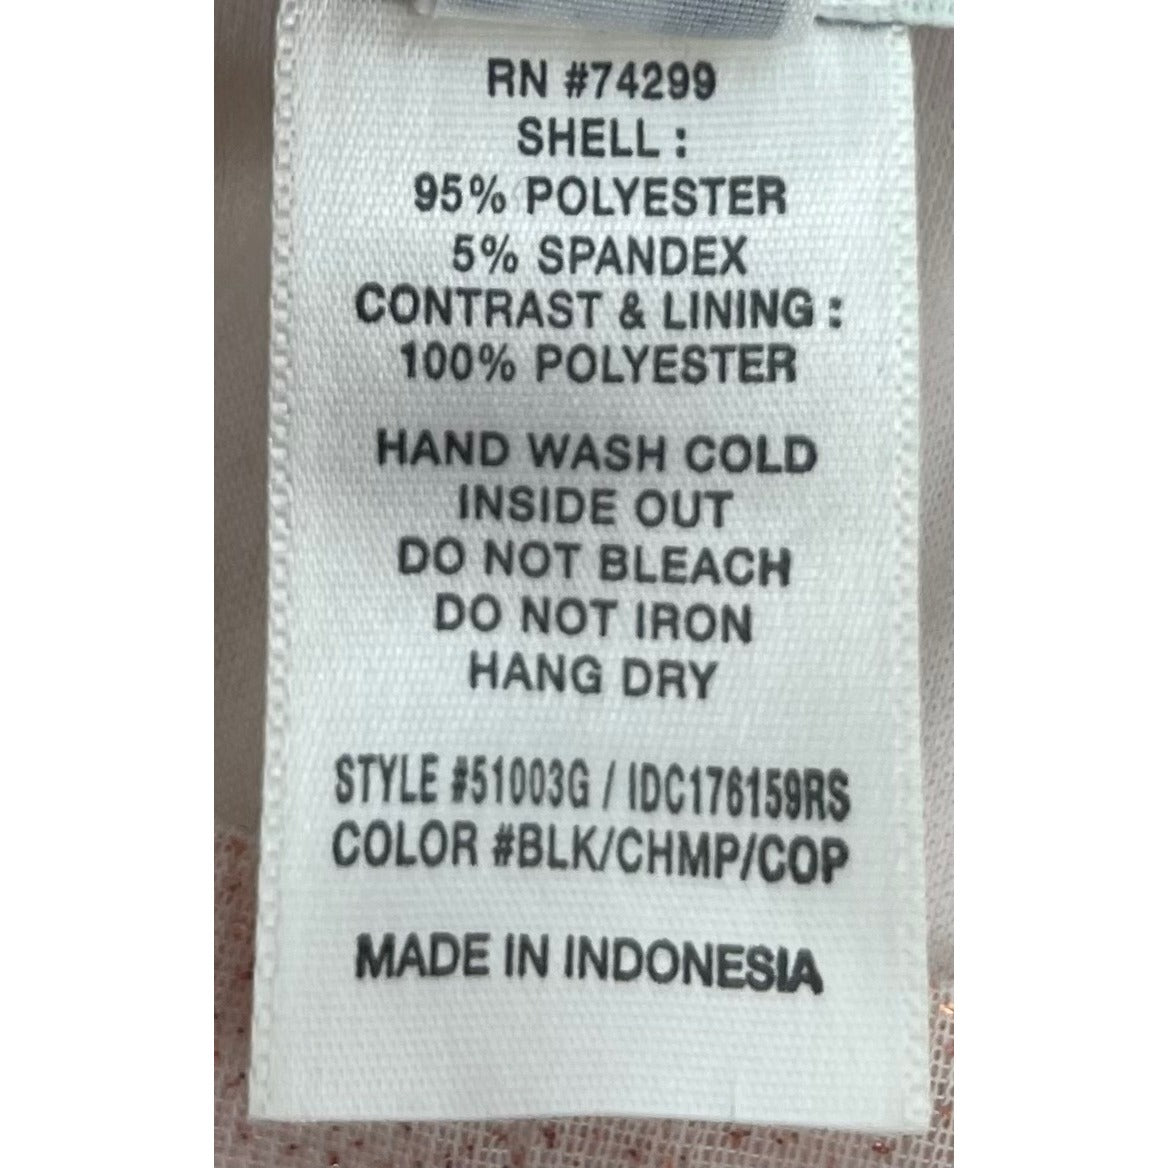 RN #74299
SHELL :
95% POLYESTER
5% SPANDEX
CONTRAST & LINING :
100% POLYESTER
HAND WASH COLD
INSIDE OUT
DO NOT BLEACH
DO NOT IRON
HANG DRY
STYLE #51003G / IDC176159RS
COLOR #BLK/CHMP/COP
MADE IN INDONESIA